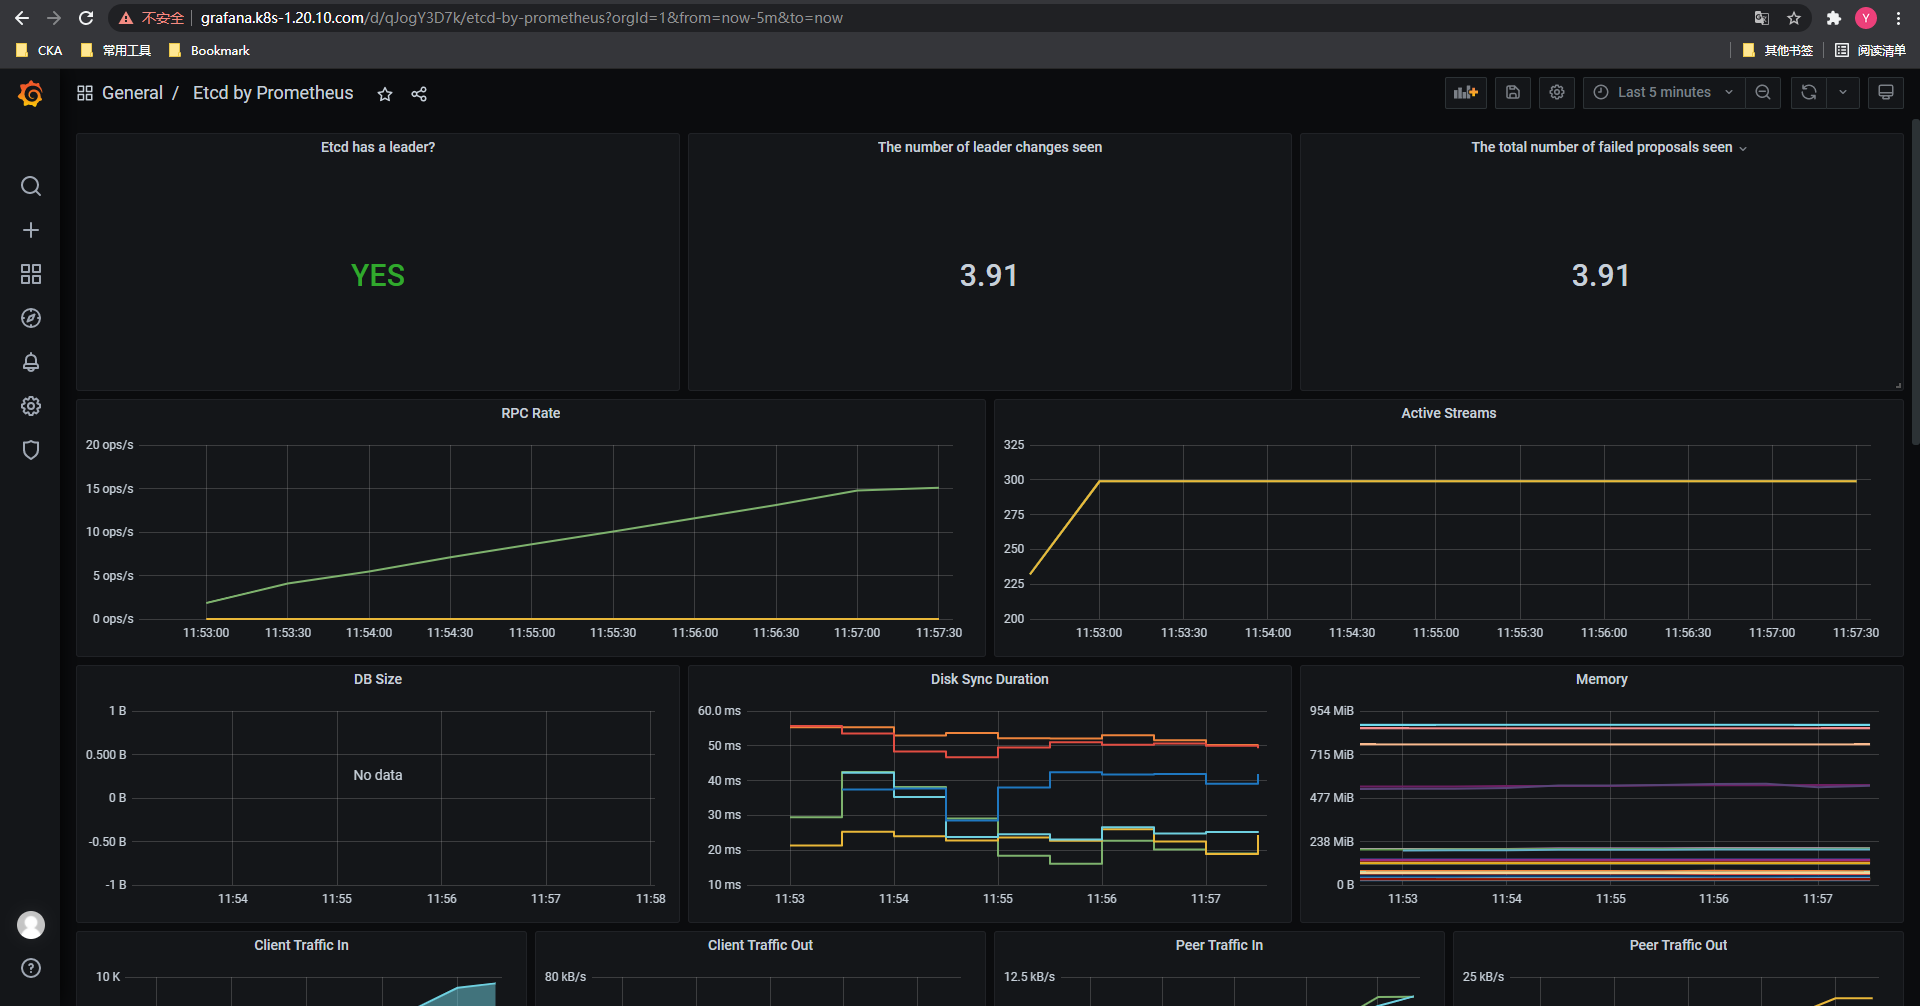 不安全 grafana.k8s-1.20.10.com/d/qJogY3D7k/etcd-by-prometheus?orgId=1&from=now-5m&to=now
Y
CKA 常用工具 Bookmark 其他书签 阅读清单
General / Etcd by Prometheus Last 5 minutes
Etcd has a leader?
YES
The number of leader changes seen
3.91
The total number of failed proposals seen
3.91
RPC Rate
20 ops/s
15 ops/s
10 ops/s
5 ops/s
0 ops/s
11:53:00 11:53:30 11:54:00 11:54:30 11:55:00 11:55:30 11:56:00 11:56:30 11:57:00 11:57:30
Active Streams
325
300
275
250
225
200
11:53:00 11:53:30 11:54:00 11:54:30 11:55:00 11:55:30 11:56:00 11:56:30 11:57:00 11:57:30
DB Size
1 B
0.500 B
No data
0 B
-0.50 B
-1 B
11:54 11:55 11:56 11:57 11:58
Disk Sync Duration
60.0 ms
50 ms
40 ms
30 ms
20 ms
10 ms
11:53 11:54 11:55 11:56 11:57
Memory
954 MiB
715 MiB
477 MiB
238 MiB
0 B
11:53 11:54 11:55 11:56 11:57
Client Traffic In
10 K
Client Traffic Out
80 kB/s
Peer Traffic In
12.5 kB/s
Peer Traffic Out
25 kB/s